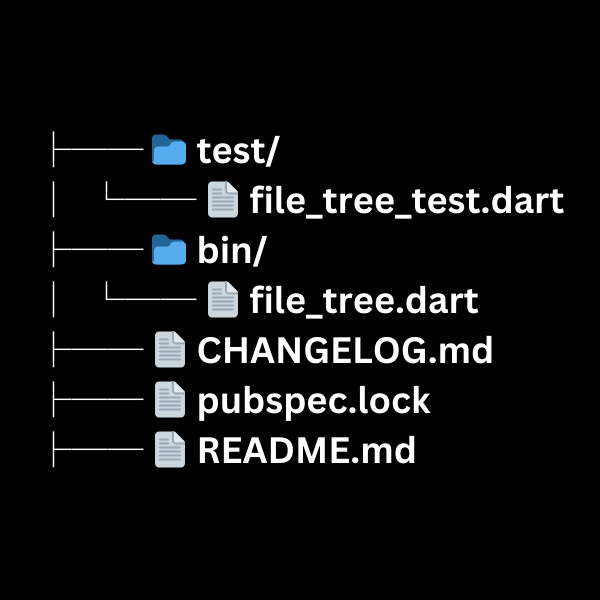 test/
file_tree_test.dart
bin/
file_tree.dart
CHANGELOG.md
pubspec.lock
README.md